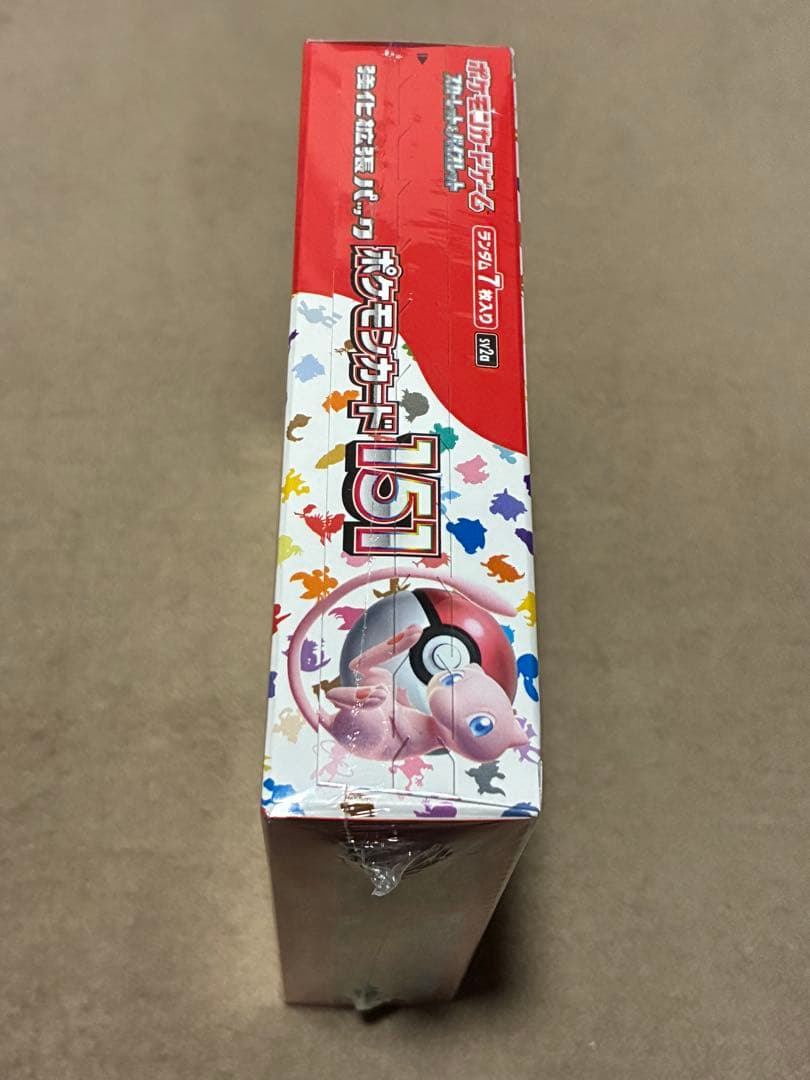 ポケモンカードゲーム
スカーレット&バイオレット
ランダム7枚入り
sv2a
強化拡張パック
ポケモンカード151